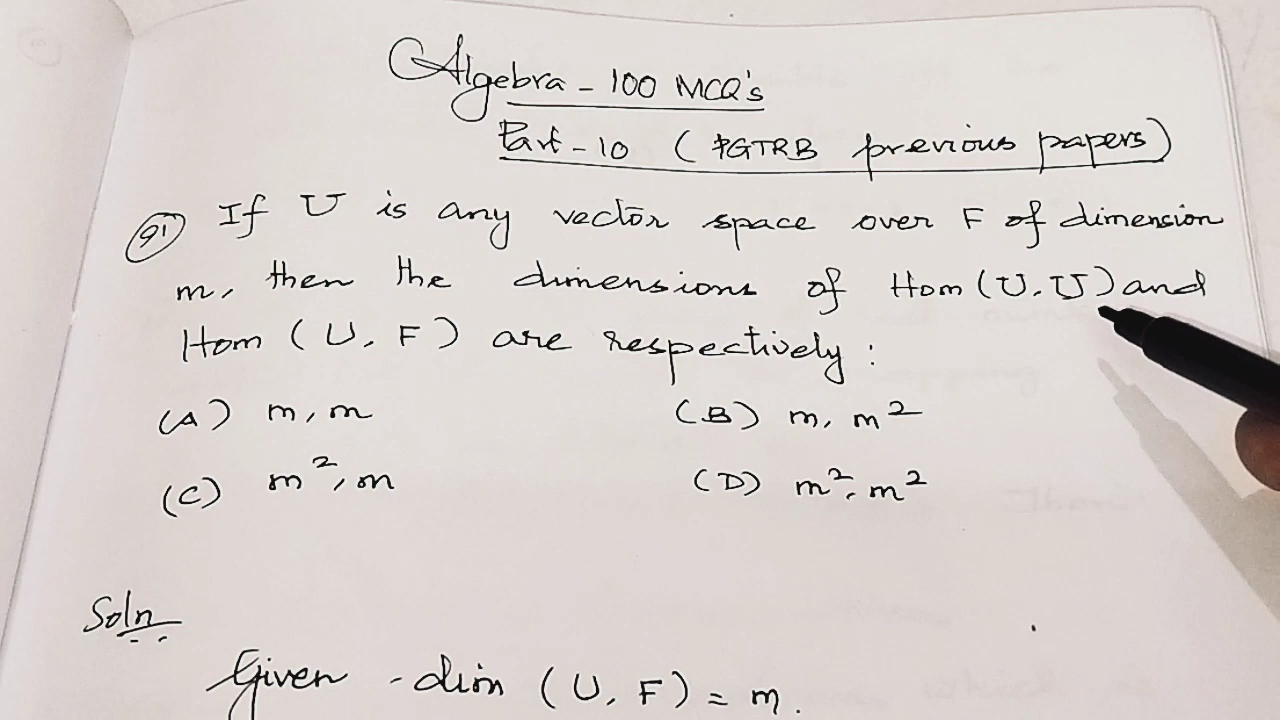 Algebra - 100 MCQ's
Part - 10 ( PGTRB previous papers)
91 If U is any vector space over F of dimension
m, then the dimensions of Hom (U, U) and
Hom (U, F) are respectively :
(A) m, m (B) m, m²
(C) m², m (D) m², m²
Soln
Given - dim (U, F) = m.